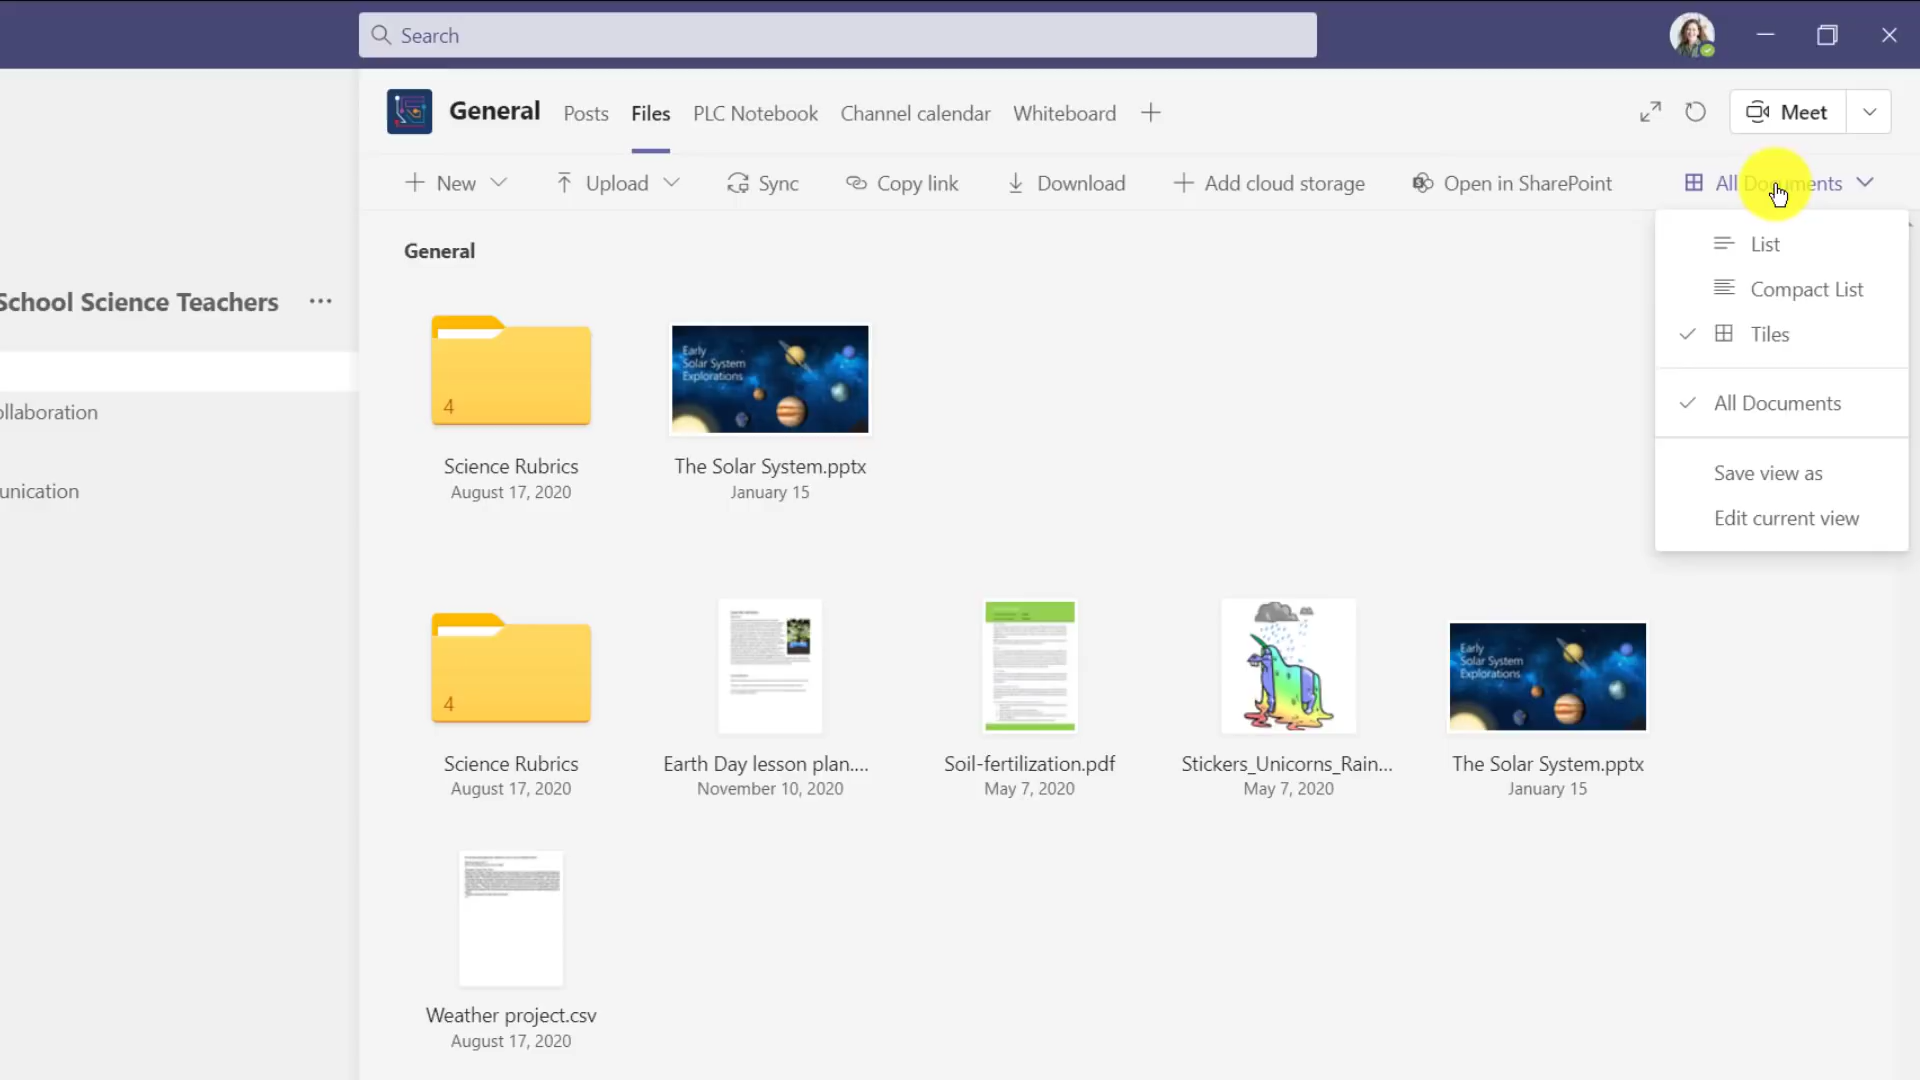 Search
General
Posts
Files
PLC Notebook
Channel calendar
Whiteboard
Meet
New
Upload
Sync
Copy link
Download
Add cloud storage
Open in SharePoint
All Documents
List
Compact List
Tiles
All Documents
Save view as
Edit current view
School Science Teachers
ollaboration
unication
General
4
Early
Solar System
Explorations
Science Rubrics
August 17, 2020
The Solar System.pptx
January 15
4
Early
Solar System
Explorations
Science Rubrics
August 17, 2020
Earth Day lesson plan....
November 10, 2020
Soil-fertilization.pdf
May 7, 2020
Stickers_Unicorns_Rain...
May 7, 2020
The Solar System.pptx
January 15
Weather project.csv
August 17, 2020